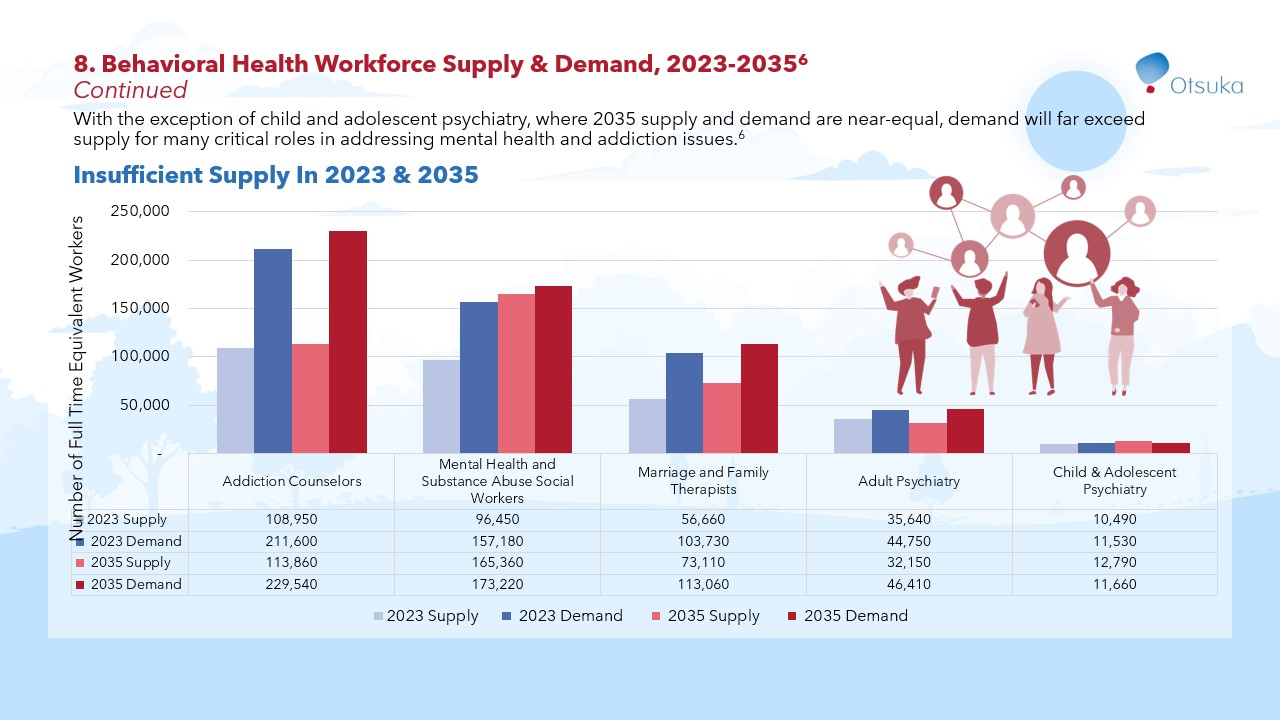 8. Behavioral Health Workforce Supply & Demand, 2023-2035⁶
Continued
Otsuka
With the exception of child and adolescent psychiatry, where 2035 supply and demand are near-equal, demand will far exceed
supply for many critical roles in addressing mental health and addiction issues.⁶
Insufficient Supply In 2023 & 2035
Number of Full Time Equivalent Workers
250,000
200,000
150,000
100,000
50,000
-
Addiction Counselors
Mental Health and
Substance Abuse Social
Workers
Marriage and Family
Therapists
Adult Psychiatry
Child & Adolescent
Psychiatry
2023 Supply 108,950 96,450 56,660 35,640 10,490
2023 Demand 211,600 157,180 103,730 44,750 11,530
2035 Supply 113,860 165,360 73,110 32,150 12,790
2035 Demand 229,540 173,220 113,060 46,410 11,660
2023 Supply 2023 Demand 2035 Supply 2035 Demand